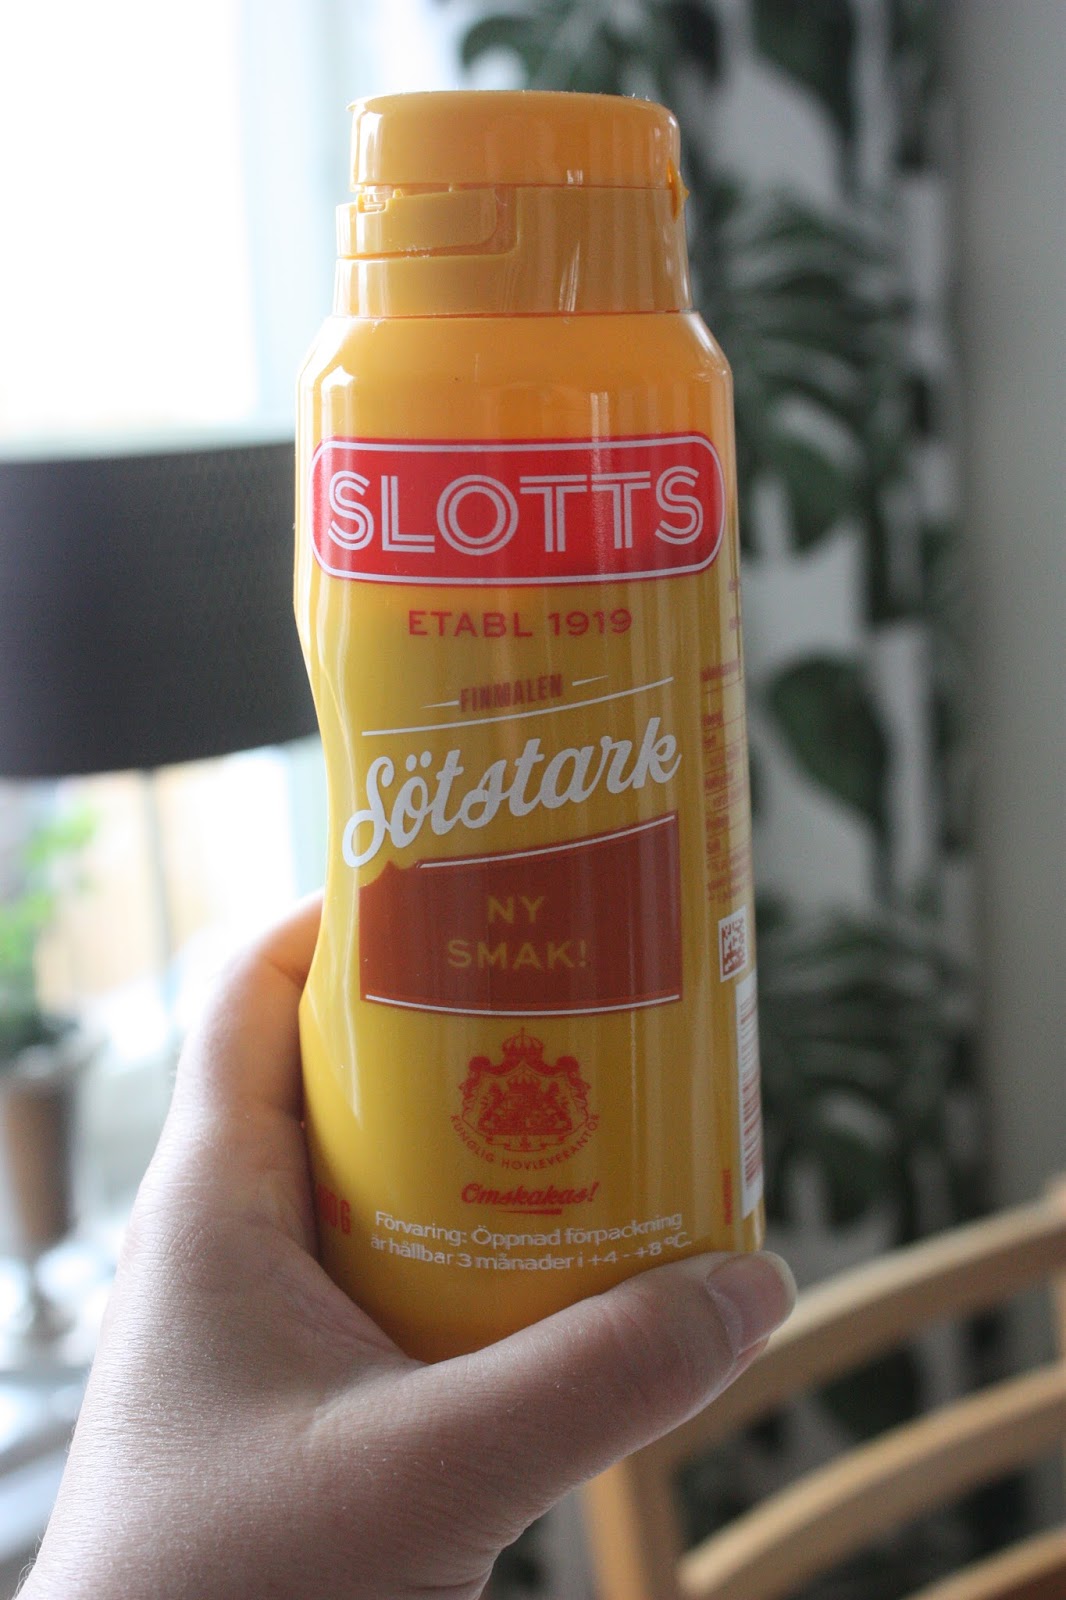 SLOTTS
ETABL 1919
FINMALEN
Sötstark
NY
SMAK!
KUNGLIG HOVLEVERANTÖR
Omskakas!
Förvaring: Öppnad förpackning
är hållbar 3 månader i +4 - +8 °C.